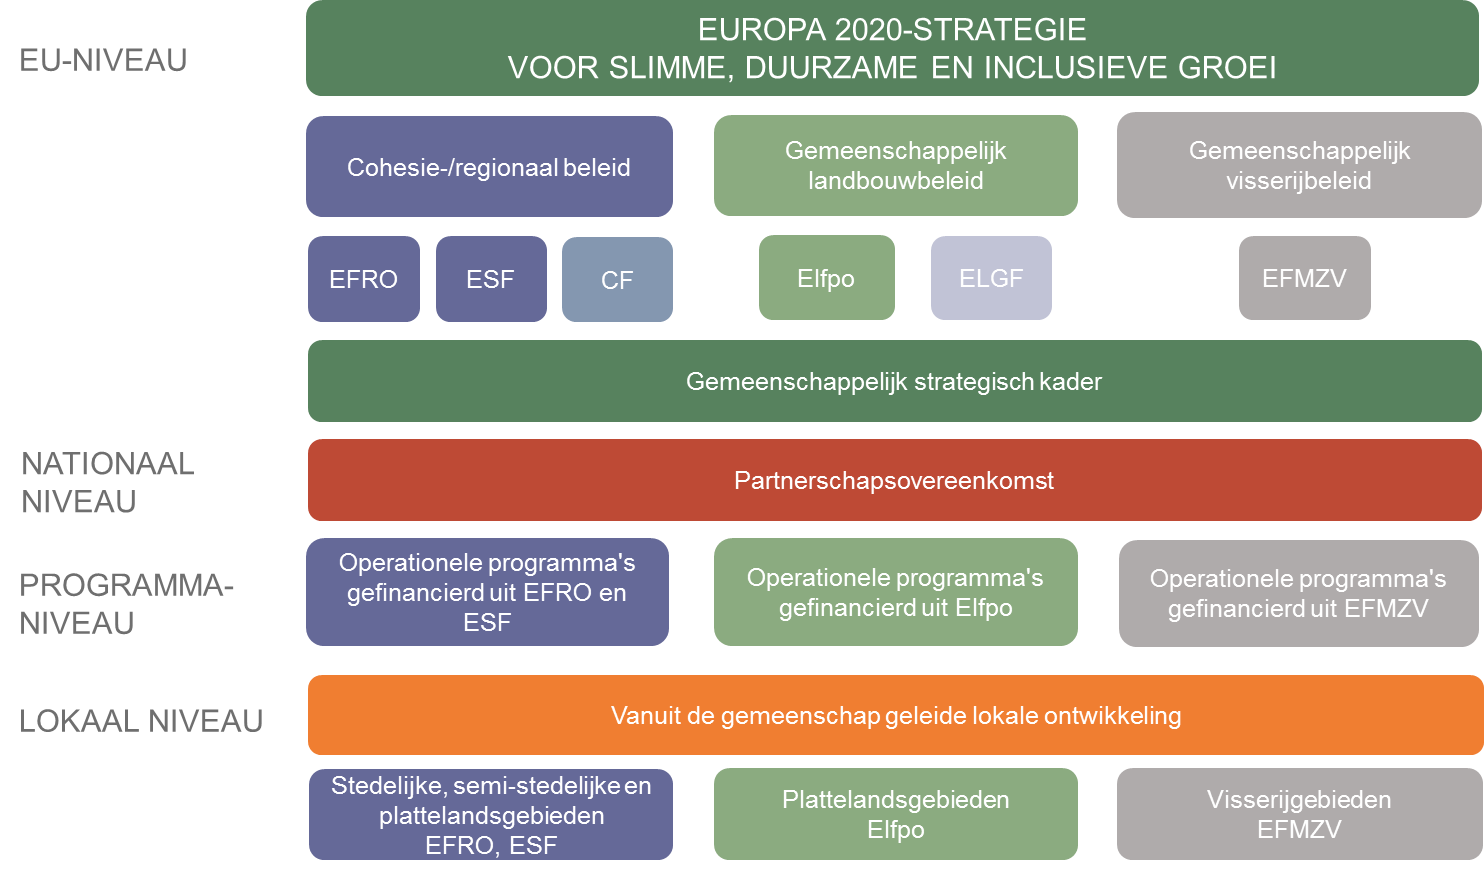 EU-NIVEAU
EUROPA 2020-STRATEGIE
VOOR SLIMME, DUURZAME EN INCLUSIEVE GROEI
Cohesie-/regionaal beleid
Gemeenschappelijk
landbouwbeleid
Gemeenschappelijk
visserijbeleid
EFRO
ESF
CF
Elfpo
ELGF
EFMZV
Gemeenschappelijk strategisch kader
NATIONAAL
NIVEAU
Partnerschapsovereenkomst
PROGRAMMA-
NIVEAU
Operationele programma's
gefinancierd uit EFRO en
ESF
Operationele programma's
gefinancierd uit Elfpo
Operationele programma's
gefinancierd uit EFMZV
LOKAAL NIVEAU
Vanuit de gemeenschap geleide lokale ontwikkeling
Stedelijke, semi-stedelijke en
plattelandsgebieden
EFRO, ESF
Plattelandsgebieden
Elfpo
Visserijgebieden
EFMZV